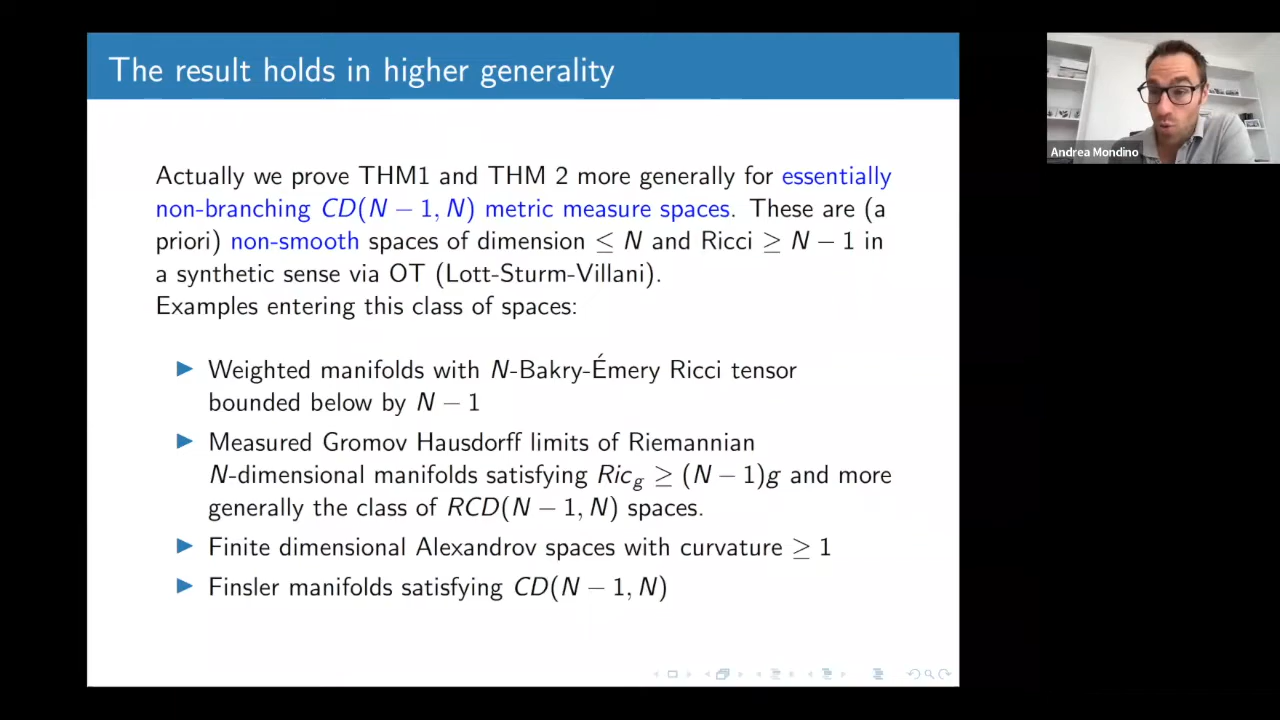 The result holds in higher generality
Actually we prove THM1 and THM 2 more generally for essentially
non-branching CD(N − 1, N) metric measure spaces. These are (a
priori) non-smooth spaces of dimension ≤ N and Ricci ≥ N − 1 in
a synthetic sense via OT (Lott-Sturm-Villani).
Examples entering this class of spaces:
Weighted manifolds with N-Bakry-Émery Ricci tensor
bounded below by N − 1
Measured Gromov Hausdorff limits of Riemannian
N-dimensional manifolds satisfying Ric_g ≥ (N − 1)g and more
generally the class of RCD(N − 1, N) spaces.
Finite dimensional Alexandrov spaces with curvature ≥ 1
Finsler manifolds satisfying CD(N − 1, N)
Andrea Mondino